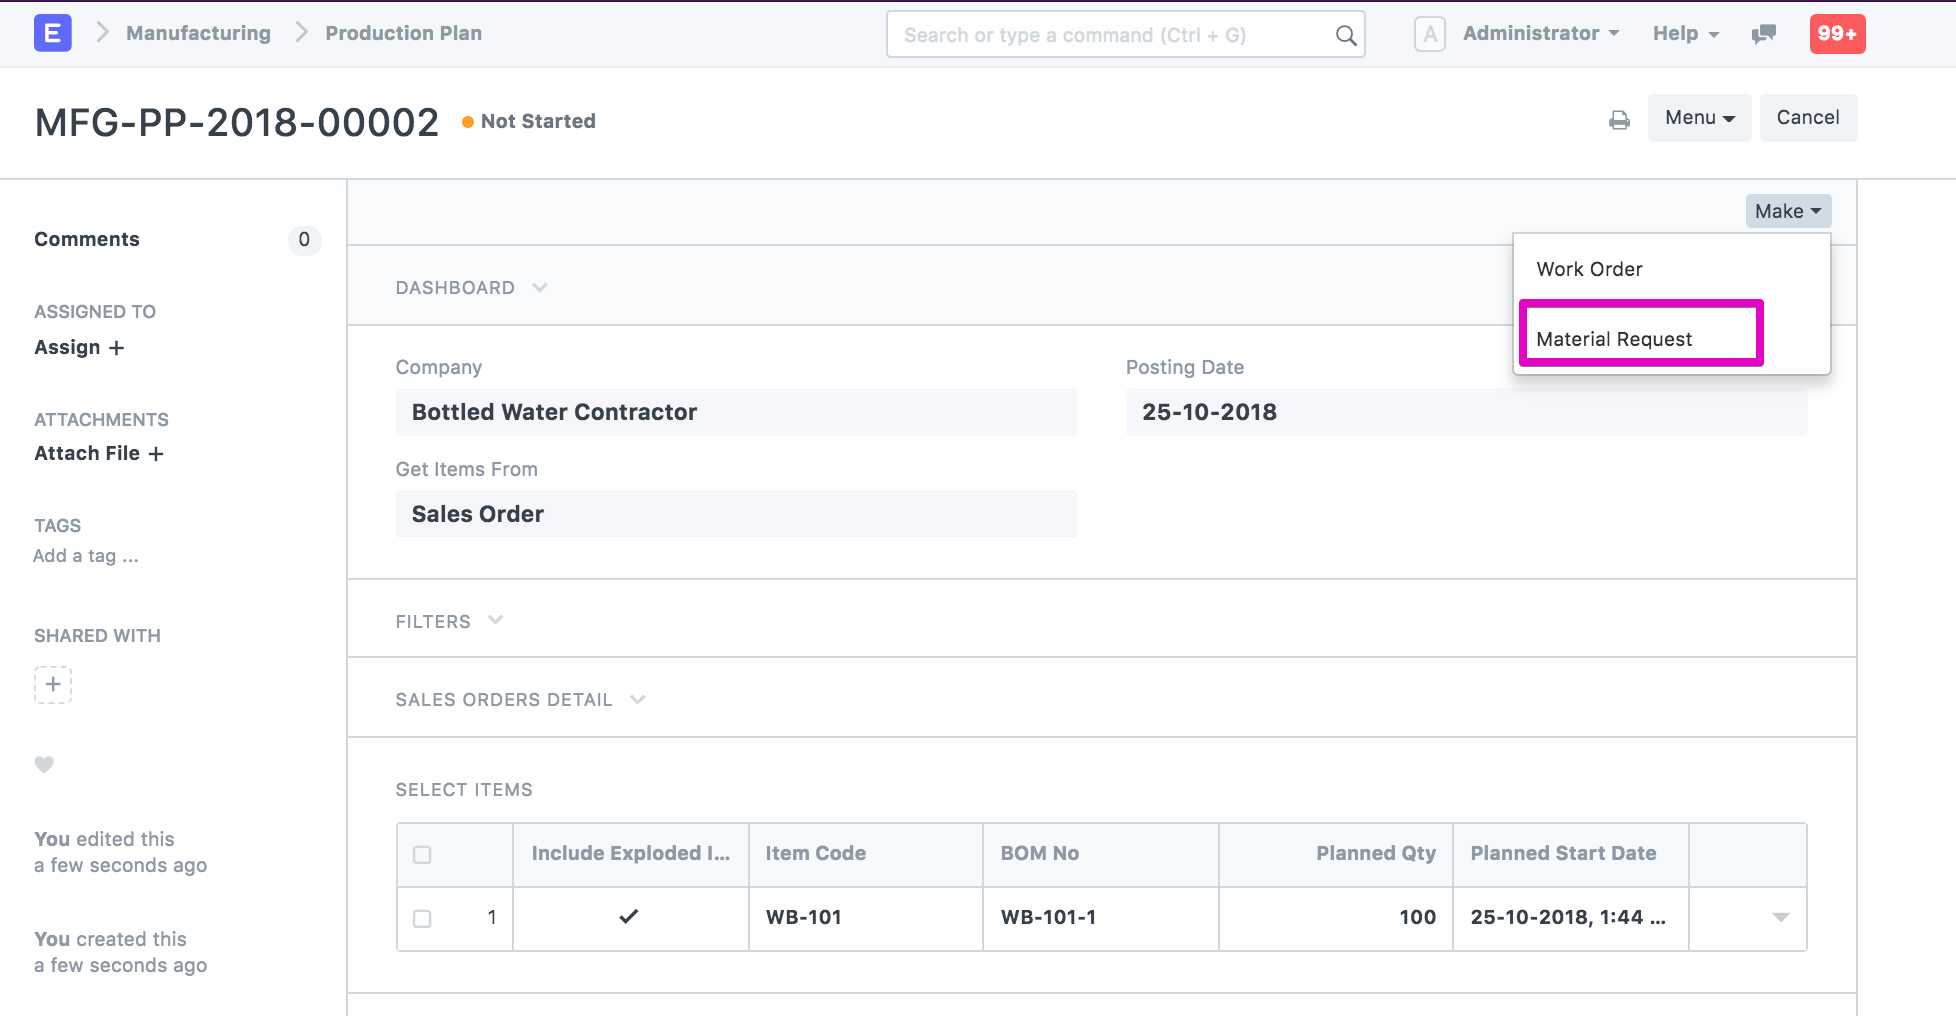 E Manufacturing Production Plan Search or type a command (Ctrl + G) A Administrator Help 99+
MFG-PP-2018-00002 Not Started Menu Cancel
Make
Work Order
Material Request
Comments 0
ASSIGNED TO
Assign +
ATTACHMENTS
Attach File +
TAGS
Add a tag ...
SHARED WITH
+
You edited this
a few seconds ago
You created this
a few seconds ago
DASHBOARD
Company Posting Date
Bottled Water Contractor 25-10-2018
Get Items From
Sales Order
FILTERS
SALES ORDERS DETAIL
SELECT ITEMS
Include Exploded I... Item Code BOM No Planned Qty Planned Start Date
1 WB-101 WB-101-1 100 25-10-2018, 1:44 ...